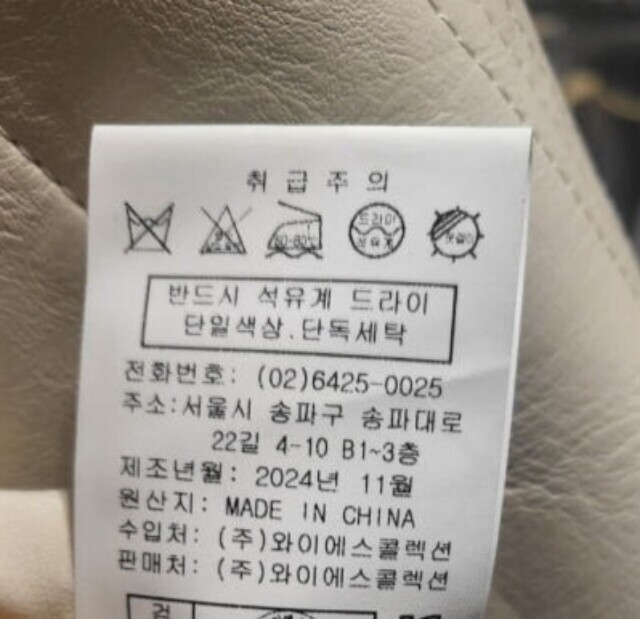 취급주의
드라이
석유계
옷걸이
반드시 석유계 드라이
단일색상.단독세탁
전화번호: (02)6425-0025
주소:서울시 송파구 송파대로
22길 4-10 B1~3층
제조년월: 2024년 11월
원산지: MADE IN CHINA
수입처: (주)와이에스콜렉션
판매처: (주)와이에스콜렉션
검